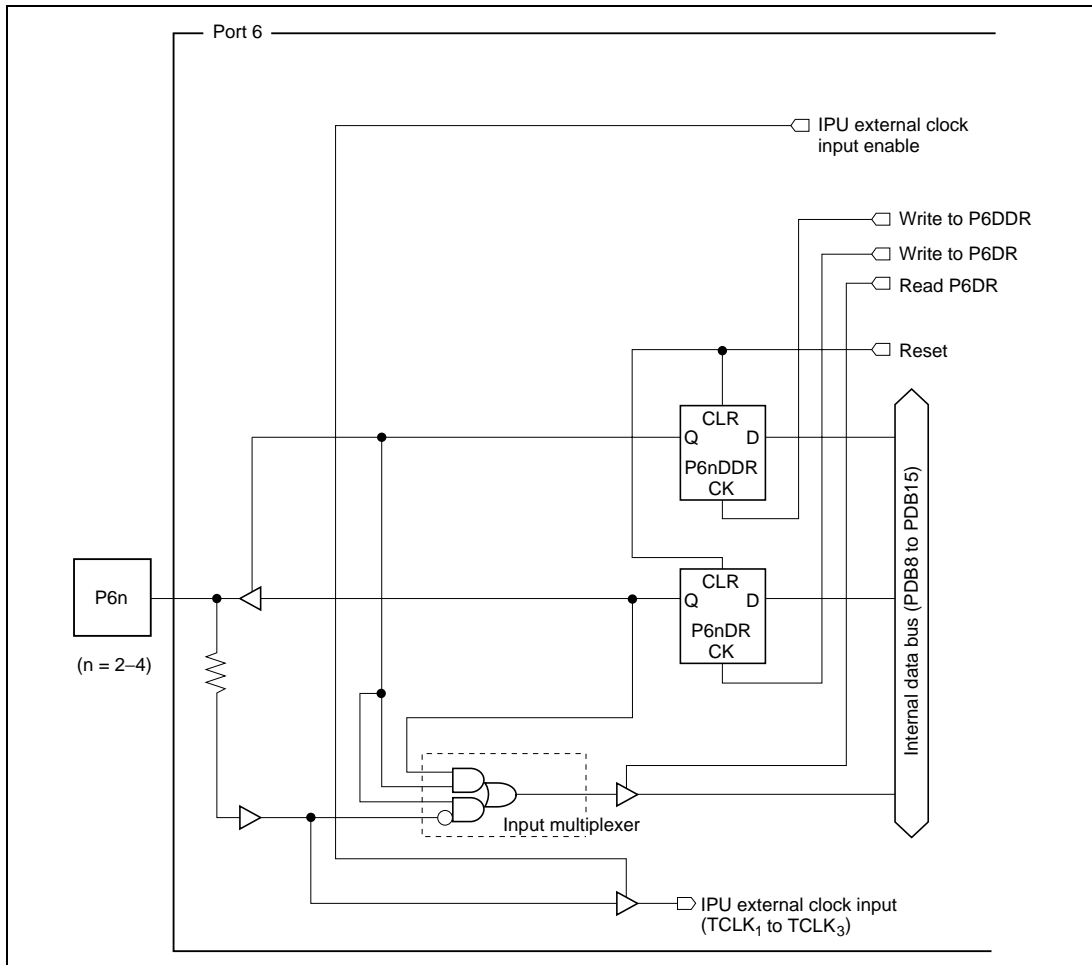 Port 6
IPU external clock
input enable
Write to P6DDR
Write to P6DR
Read P6DR
Reset
CLR
Q D
P6nDDR
CK
Internal data bus (PDB8 to PDB15)
P6n
(n = 2–4)
CLR
Q D
P6nDR
CK
Input multiplexer
IPU external clock input
(TCLK1 to TCLK3)